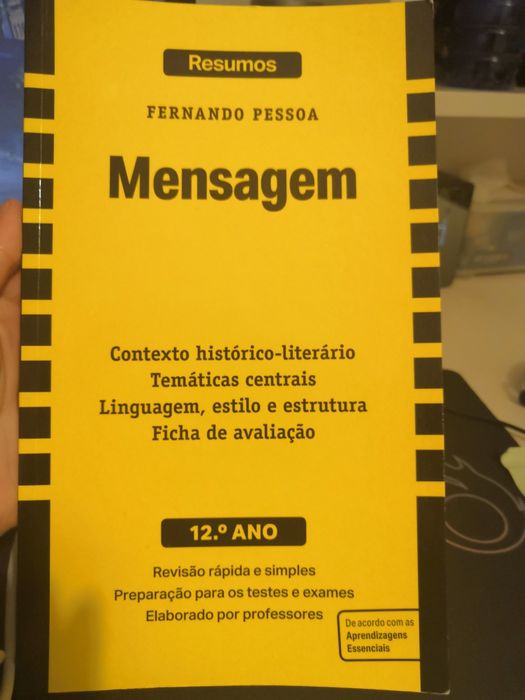 Resumos
FERNANDO PESSOA
Mensagem
Contexto histórico-literário
Temáticas centrais
Linguagem, estilo e estrutura
Ficha de avaliação
12.º ANO
Revisão rápida e simples
Preparação para os testes e exames
Elaborado por professores
De acordo com as
Aprendizagens
Essenciais